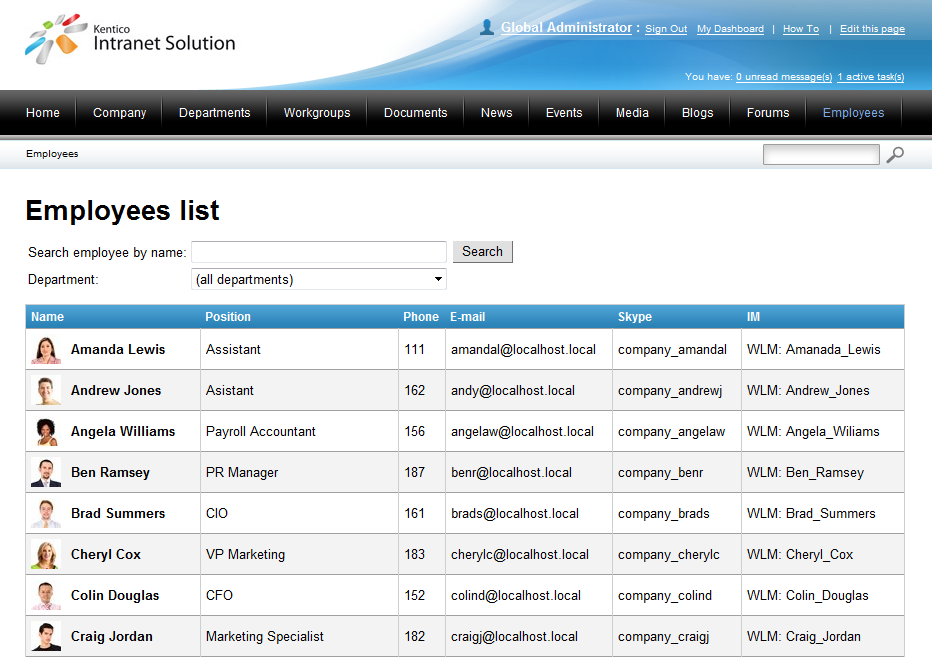 Kentico
Intranet Solution
Global Administrator : Sign Out My Dashboard | How To | Edit this page
You have: 0 unread message(s) 1 active task(s)
Home Company Departments Workgroups Documents News Events Media Blogs Forums Employees
Employees
Employees list
Search employee by name: Search
Department: (all departments)
Name Position Phone E-mail Skype IM
Amanda Lewis Assistant 111 amandal@localhost.local company_amandal WLM: Amanada_Lewis
Andrew Jones Asistant 162 andy@localhost.local company_andrewj WLM: Andrew_Jones
Angela Williams Payroll Accountant 156 angelaw@localhost.local company_angelaw WLM: Angela_Wiliams
Ben Ramsey PR Manager 187 benr@localhost.local company_benr WLM: Ben_Ramsey
Brad Summers CIO 161 brads@localhost.local company_brads WLM: Brad_Summers
Cheryl Cox VP Marketing 183 cherylc@localhost.local company_cherylc WLM: Cheryl_Cox
Colin Douglas CFO 152 colind@localhost.local company_colind WLM: Colin_Douglas
Craig Jordan Marketing Specialist 182 craigj@localhost.local company_craigj WLM: Craig_Jordan